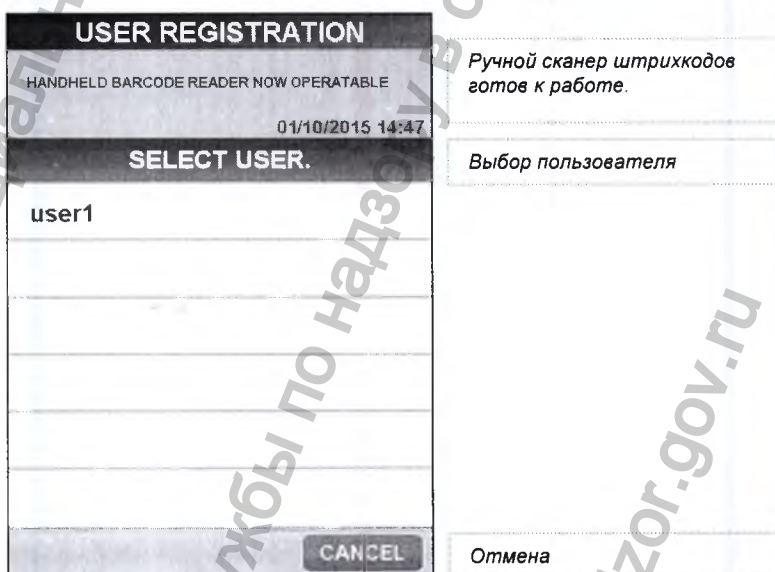 USER REGISTRATION
HANDHELD BARCODE READER NOW OPERATABLE
01/10/2015 14:47
SELECT USER.
user1
CANCEL
Ручной сканер штрихкодов
готов к работе.
Выбор пользователя
Отмена